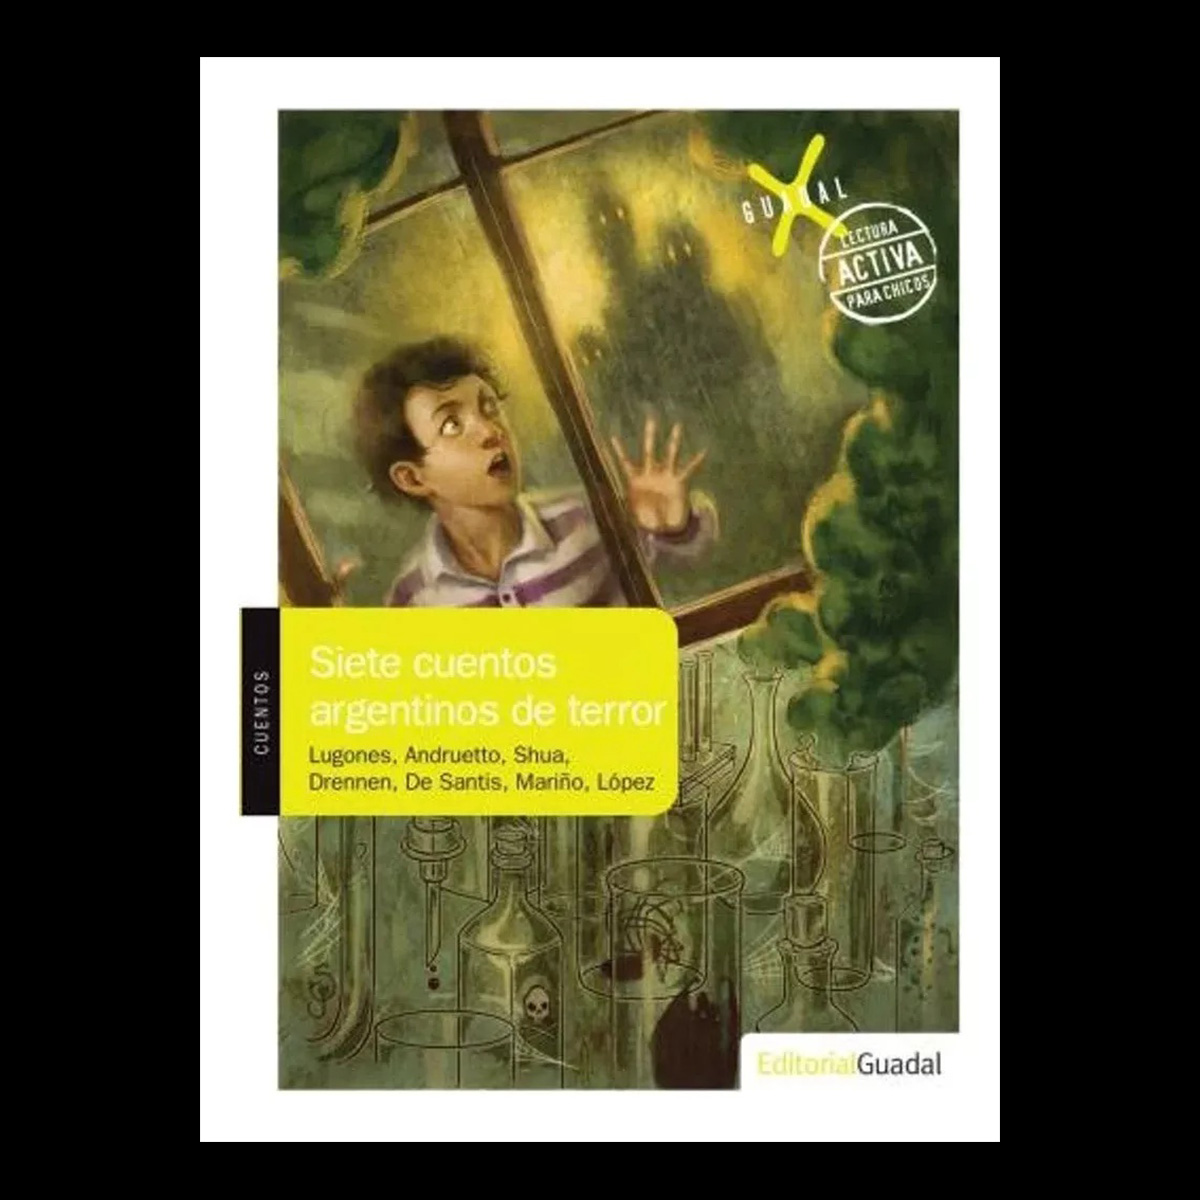 GUADAL
LECTURA
ACTIVA
PARA CHICOS
CUENTOS
Siete cuentos
argentinos de terror
Lugones, Andruetto, Shua,
Drennen, De Santis, Mariño, López
EditorialGuadal